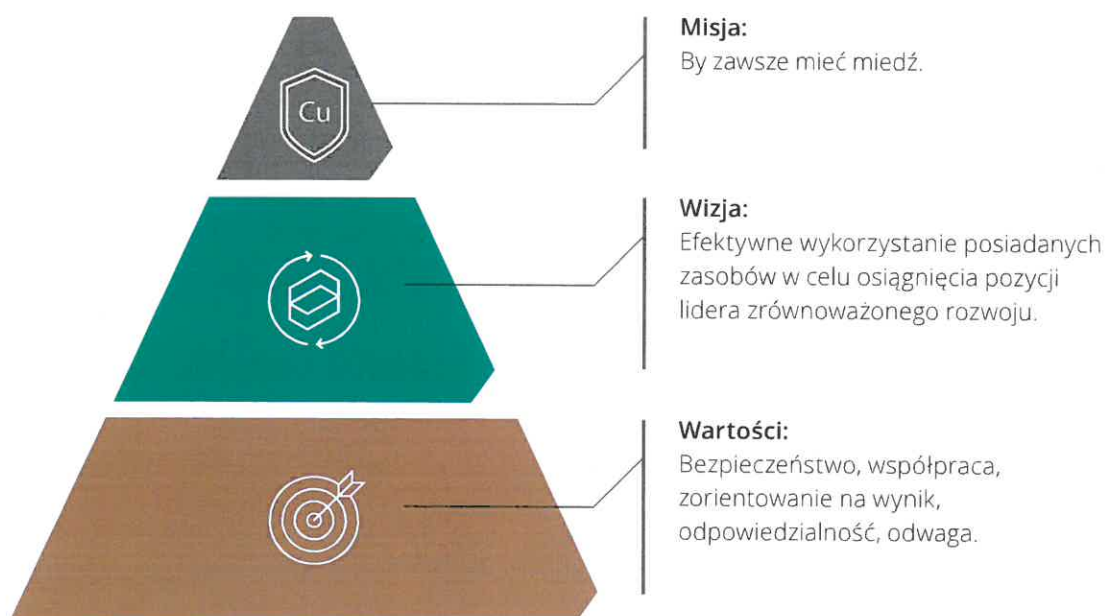 Cu
Misja:
By zawsze mieć miedź.
Wizja:
Efektywne wykorzystanie posiadanych
zasobów w celu osiągnięcia pozycji
lidera zrównoważonego rozwoju.
Wartości:
Bezpieczeństwo, współpraca,
zorientowanie na wynik,
odpowiedzialność, odwaga.